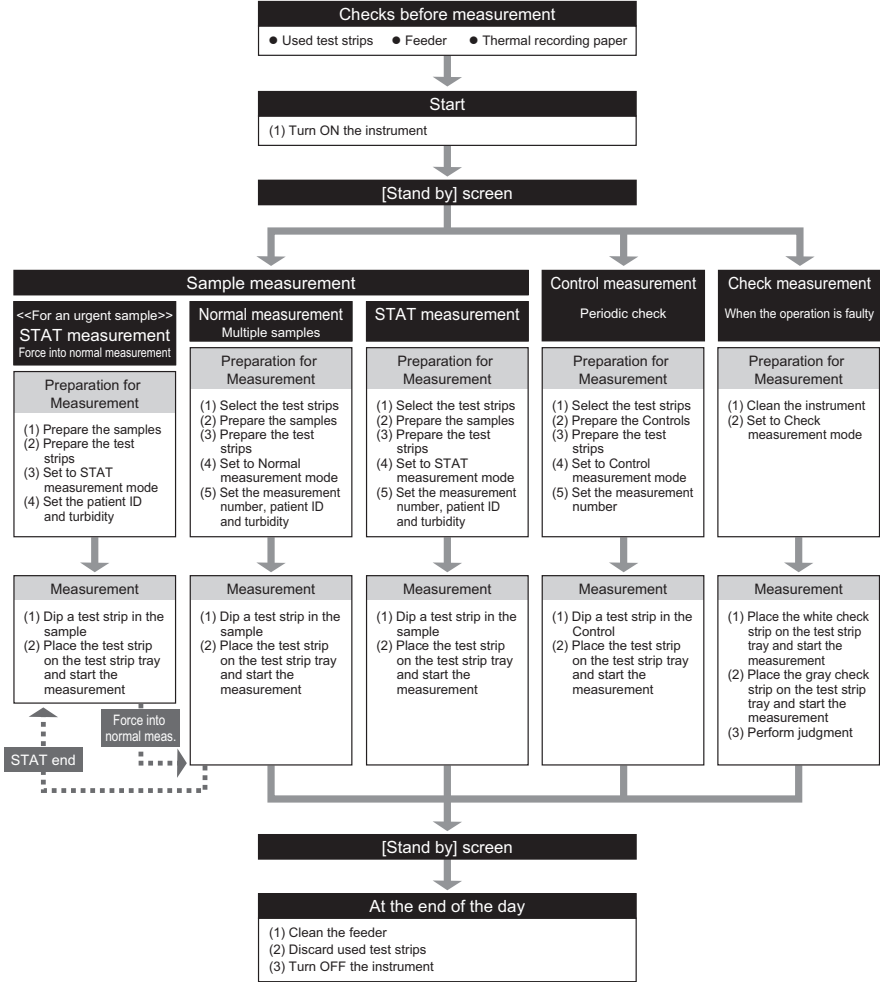 Checks before measurement
● Used test strips ● Feeder ● Thermal recording paper
Start
(1) Turn ON the instrument
[Stand by] screen
Sample measurement
<<For an urgent sample>>
STAT measurement
Force into normal measurement
Preparation for
Measurement
(1) Prepare the samples
(2) Prepare the test
strips
(3) Set to STAT
measurement mode
(4) Set the patient ID
and turbidity
Measurement
(1) Dip a test strip in the
sample
(2) Place the test strip
on the test strip tray
and start the
measurement
Force into
normal meas.
STAT end
Normal measurement
Multiple samples
Preparation for
Measurement
(1) Select the test strips
(2) Prepare the samples
(3) Prepare the test
strips
(4) Set to Normal
measurement mode
(5) Set the measurement
number, patient ID
and turbidity
Measurement
(1) Dip a test strip in the
sample
(2) Place the test strip
on the test strip tray
and start the
measurement
STAT measurement
Preparation for
Measurement
(1) Select the test strips
(2) Prepare the samples
(3) Prepare the test
strips
(4) Set to STAT
measurement mode
(5) Set the measurement
number, patient ID
and turbidity
Measurement
(1) Dip a test strip in the
sample
(2) Place the test strip
on the test strip tray
and start the
measurement
Control measurement
Periodic check
Preparation for
Measurement
(1) Select the test strips
(2) Prepare the Controls
(3) Prepare the test
strips
(4) Set to Control
measurement mode
(5) Set the measurement
number
Measurement
(1) Dip a test strip in the
Control
(2) Place the test strip
on the test strip tray
and start the
measurement
Check measurement
When the operation is faulty
Preparation for
Measurement
(1) Clean the instrument
(2) Set to Check
measurement mode
Measurement
(1) Place the white check
strip on the test strip
tray and start the
measurement
(2) Place the gray check
strip on the test strip
tray and start the
measurement
(3) Perform judgment
[Stand by] screen
At the end of the day
(1) Clean the feeder
(2) Discard used test strips
(3) Turn OFF the instrument